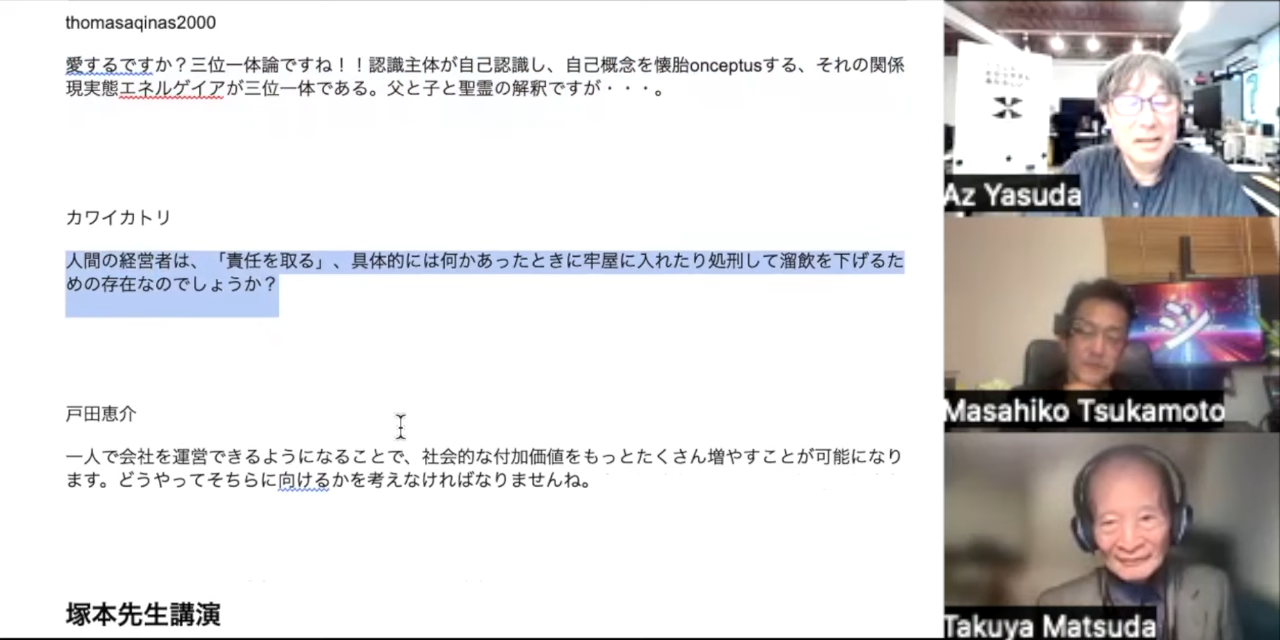 thomasaqinas2000
愛するですか？三位一体論ですね！！認識主体が自己認識し、自己概念を懐胎onceptusする、それの関係
現実態エネルゲイアが三位一体である。父と子と聖霊の解釈ですが・・・。
カワイカトリ
人間の経営者は、「責任を取る」、具体的には何かあったときに牢屋に入れたり処刑して溜飲を下げるた
めの存在なのでしょうか？
戸田恵介
一人で会社を運営できるようになることで、社会的な付加価値をもっとたくさん増やすことが可能になり
ます。どうやってそちらに向けるかを考えなければなりませんね。
塚本先生講演
Az Yasuda
シ
Masahiko Tsukamoto
Takuya Matsuda